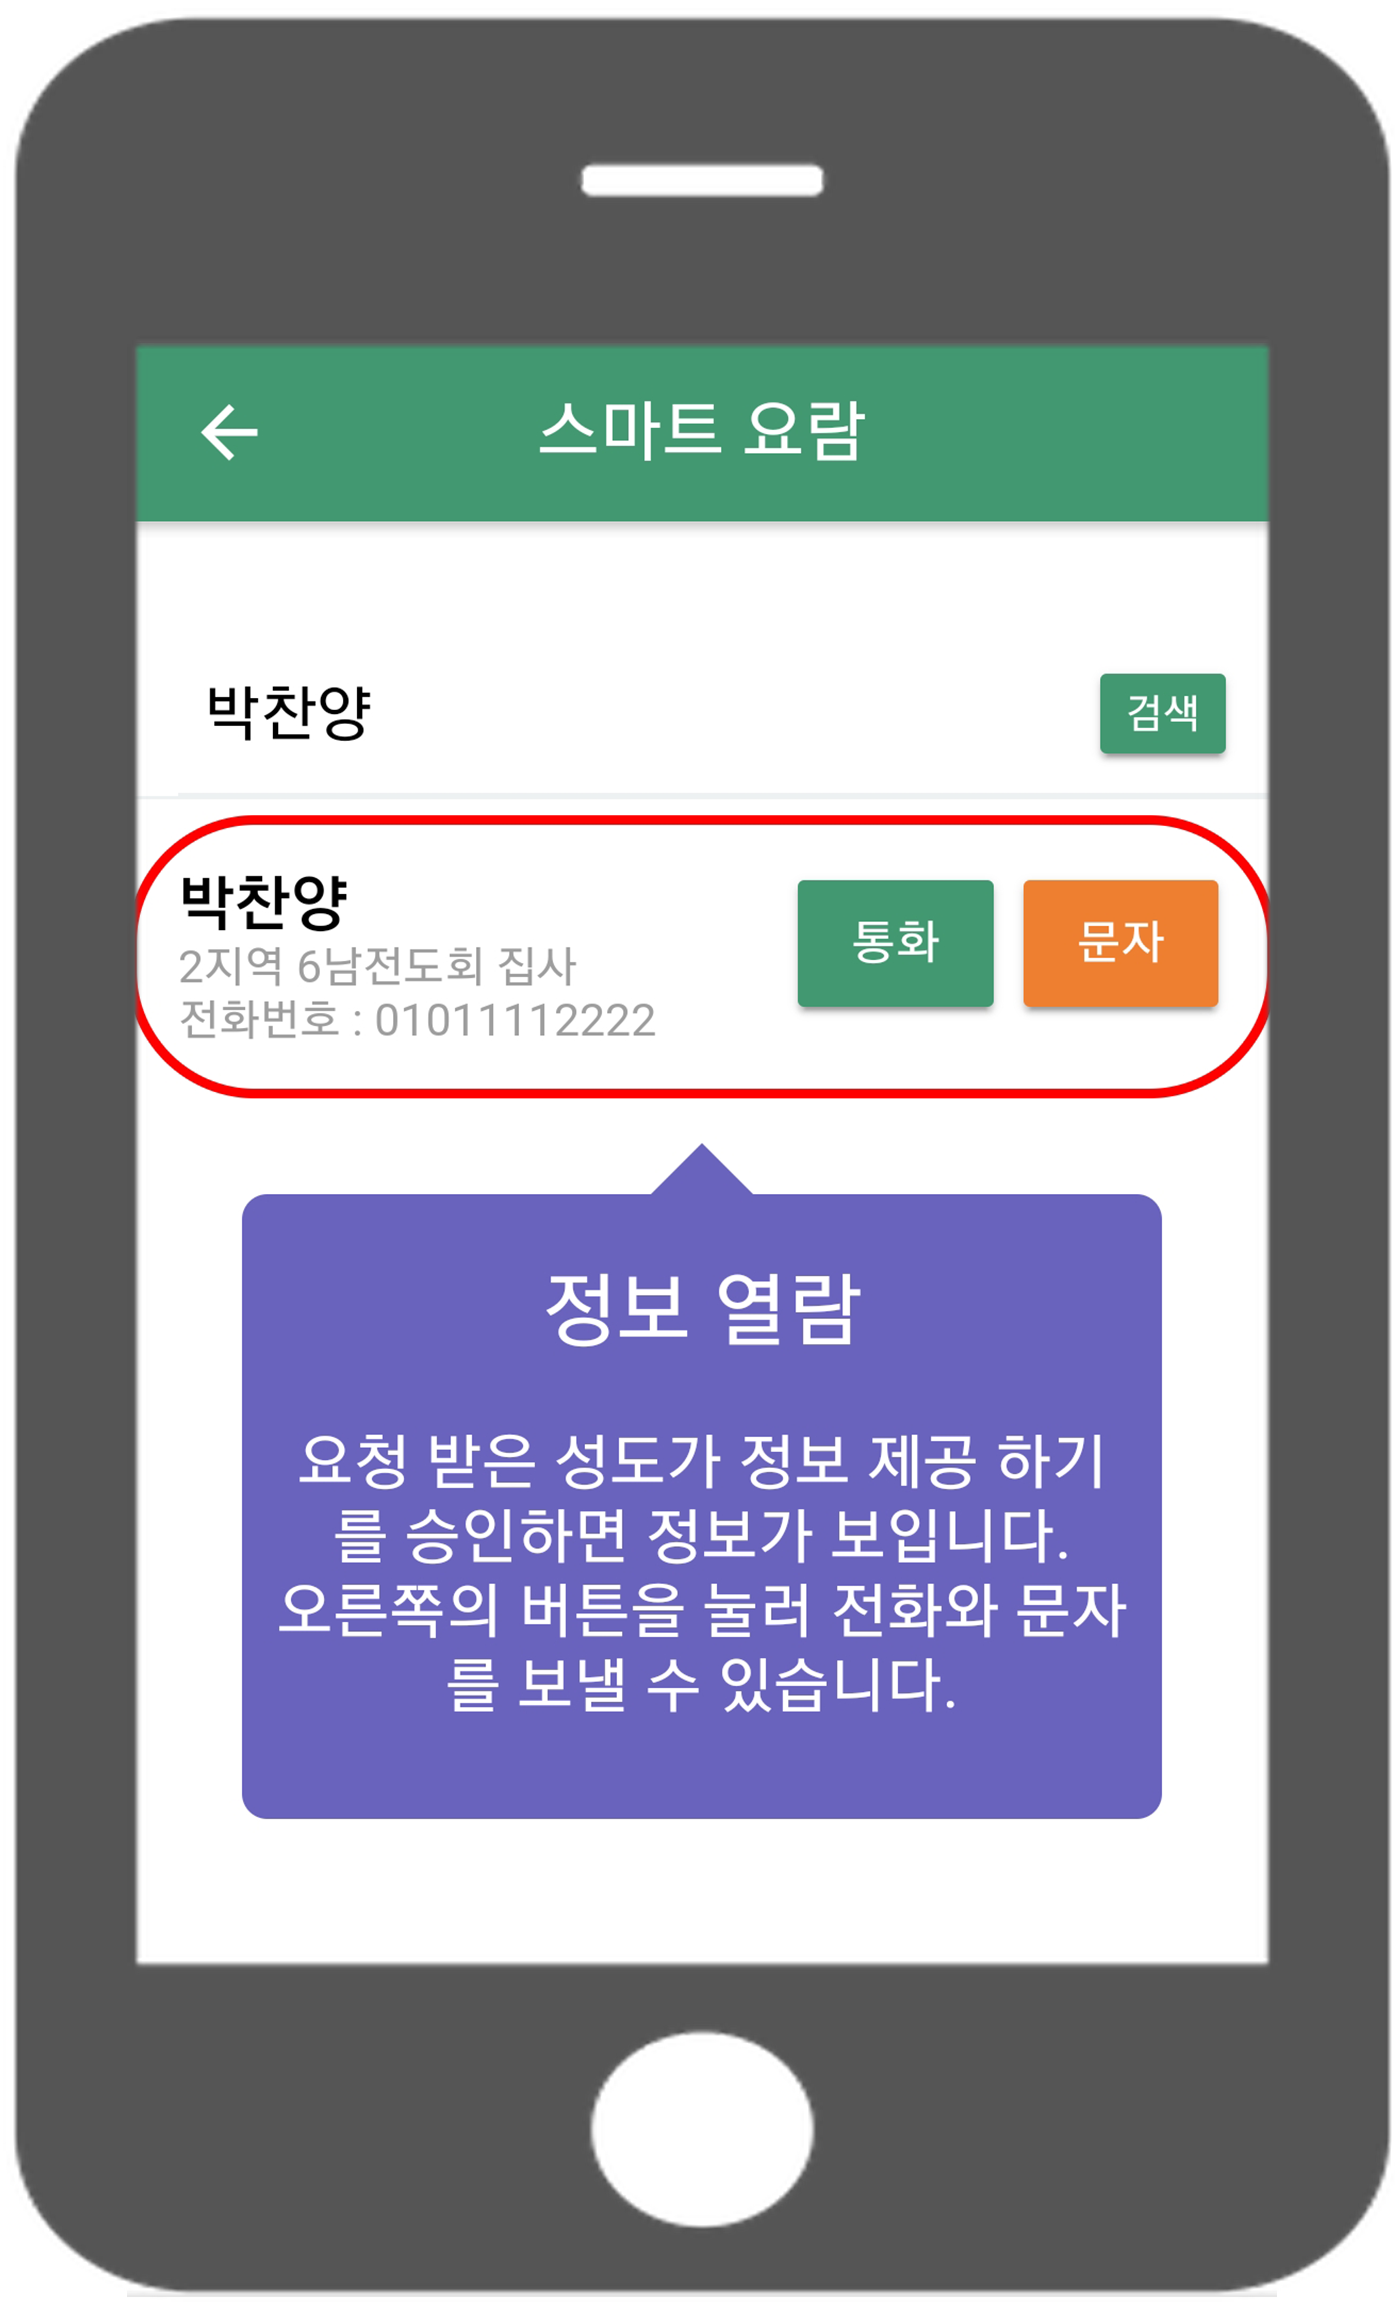 스마트 요람
박찬양
검색
박찬양
2지역 6남전도회 집사
전화번호 : 01011112222
통화
문자
정보 열람
요청 받은 성도가 정보 제공 하기
를 승인하면 정보가 보입니다.
오른쪽의 버튼을 눌러 전화와 문자
를 보낼 수 있습니다.